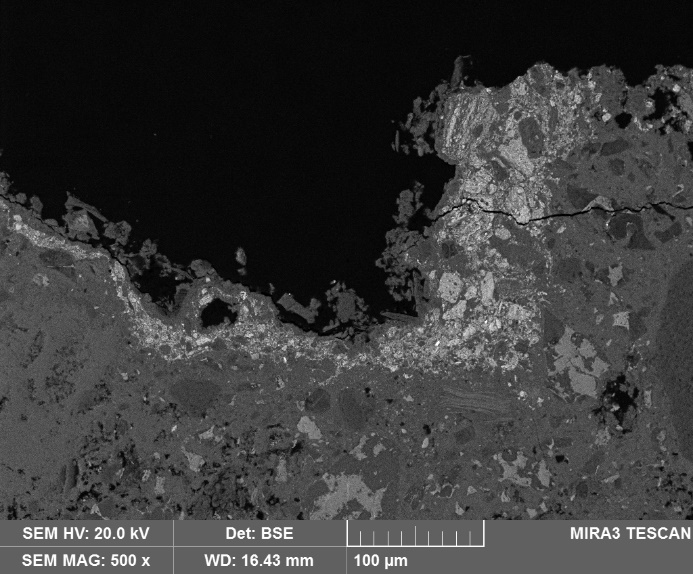 SEM HV: 20.0 kV Det: BSE MIRA3 TESCAN
SEM MAG: 500 x WD: 16.43 mm 100 µm